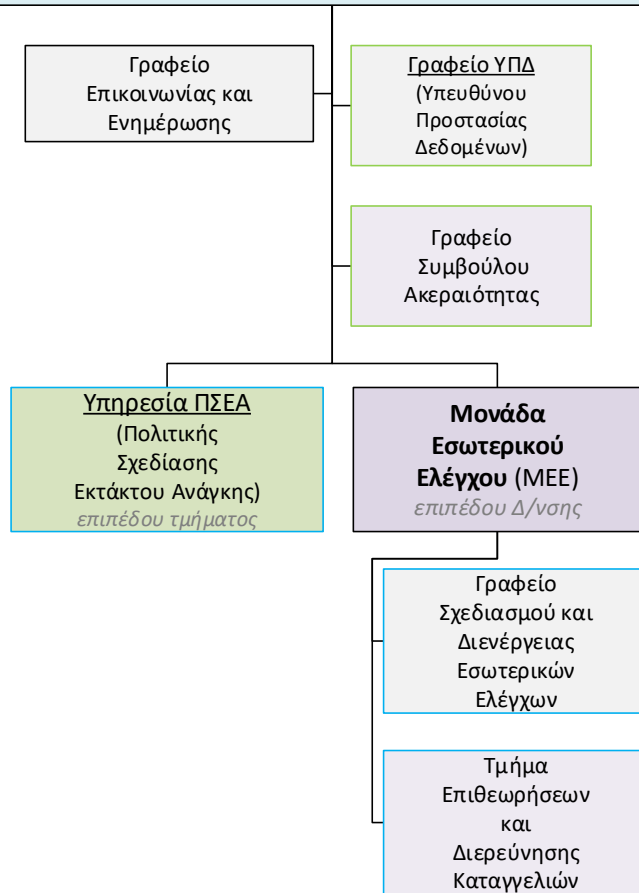 Γραφείο
Επικοινωνίας και
Ενημέρωσης
Γραφείο ΥΠΔ
(Υπευθύνου
Προστασίας
Δεδομένων)
Γραφείο
Συμβούλου
Ακεραιότητας
Υπηρεσία ΠΣΕΑ
(Πολιτικής
Σχεδίασης
Εκτάκτου Ανάγκης)
επιπέδου τμήματος
Μονάδα
Εσωτερικού
Ελέγχου (ΜΕΕ)
επιπέδου Δ/νσης
Γραφείο
Σχεδιασμού και
Διενέργειας
Εσωτερικών
Ελέγχων
Τμήμα
Επιθεωρήσεων
και
Διερεύνησης
Καταγγελιών